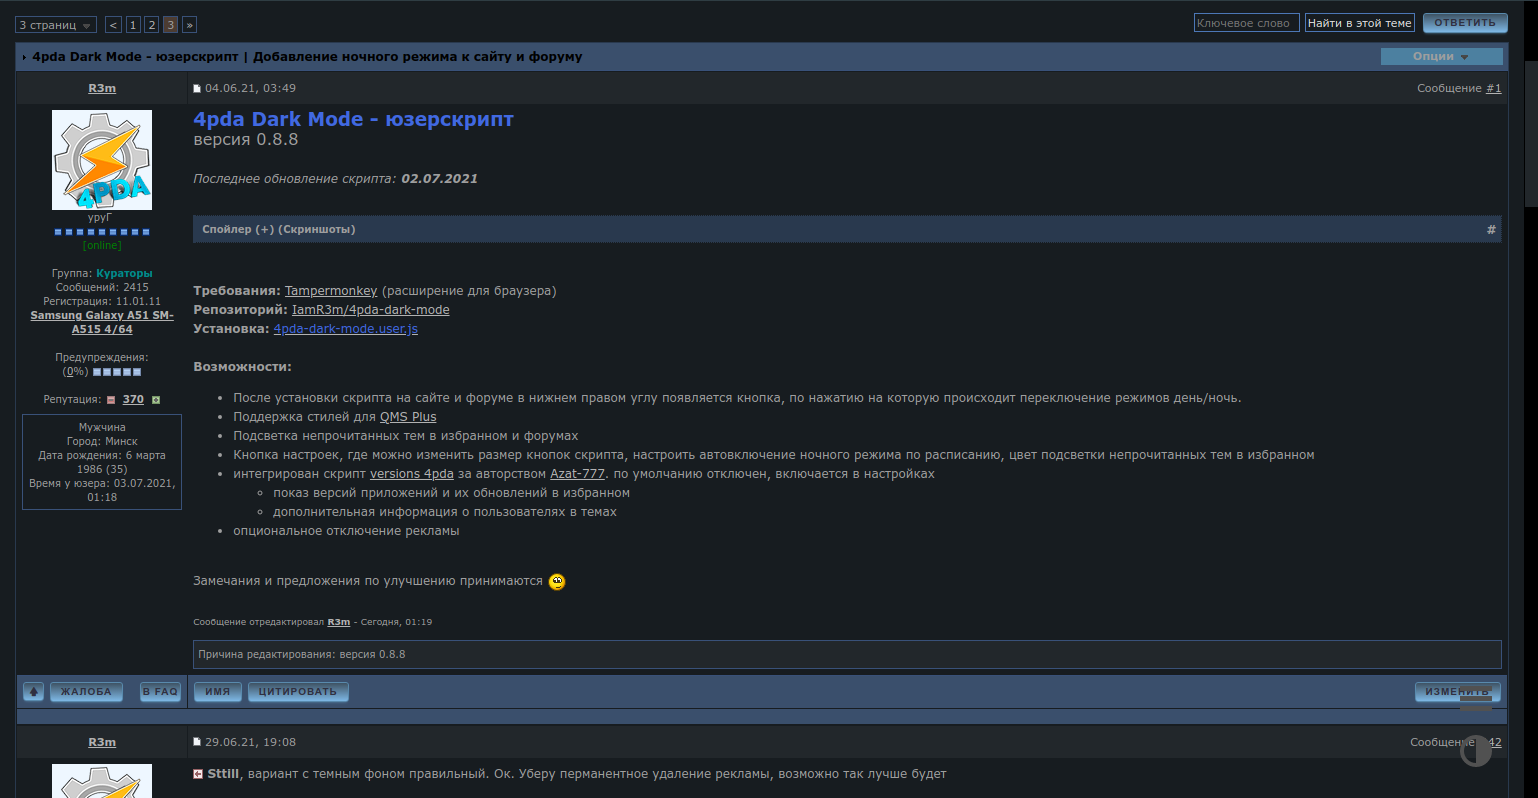 3 страниц < 1 2 3 » Ключевое слово Найти в этой теме ОТВЕТИТЬ
4pda Dark Mode - юзерскрипт | Добавление ночного режима к сайту и форуму Опции
R3m 04.06.21, 03:49 Сообщение #1
4PDA
уруГ
[online]
Группа: Кураторы
Сообщений: 2415
Регистрация: 11.01.11
Samsung Galaxy A51 SM-
A515 4/64
Предупреждения:
(0%)
Репутация: 370
Мужчина
Город: Минск
Дата рождения: 6 марта
1986 (35)
Время у юзера: 03.07.2021,
01:18
4pda Dark Mode - юзерскрипт
версия 0.8.8
Последнее обновление скрипта: 02.07.2021
Спойлер (+) (Скриншоты) #
Требования: Tampermonkey (расширение для браузера)
Репозиторий: IamR3m/4pda-dark-mode
Установка: 4pda-dark-mode.user.js
Возможности:
• После установки скрипта на сайте и форуме в нижнем правом углу появляется кнопка, по нажатию на которую происходит переключение режимов день/ночь.
• Поддержка стилей для QMS Plus
• Подсветка непрочитанных тем в избранном и форумах
• Кнопка настроек, где можно изменить размер кнопок скрипта, настроить автовключение ночного режима по расписанию, цвет подсветки непрочитанных тем в избранном
• интегрирован скрипт versions 4pda за авторством Azat-777. по умолчанию отключен, включается в настройках
◦ показ версий приложений и их обновлений в избранном
◦ дополнительная информация о пользователях в темах
• опциональное отключение рекламы
Замечания и предложения по улучшению принимаются
Сообщение отредактировал R3m - Сегодня, 01:19
Причина редактирования: версия 0.8.8
ЖАЛОБА В FAQ ИМЯ ЦИТИРОВАТЬ ИЗМЕНИТЬ
R3m 29.06.21, 19:08 Сообщение 42
Sttill, вариант с темным фоном правильный. Ок. Уберу перманентное удаление рекламы, возможно так лучше будет